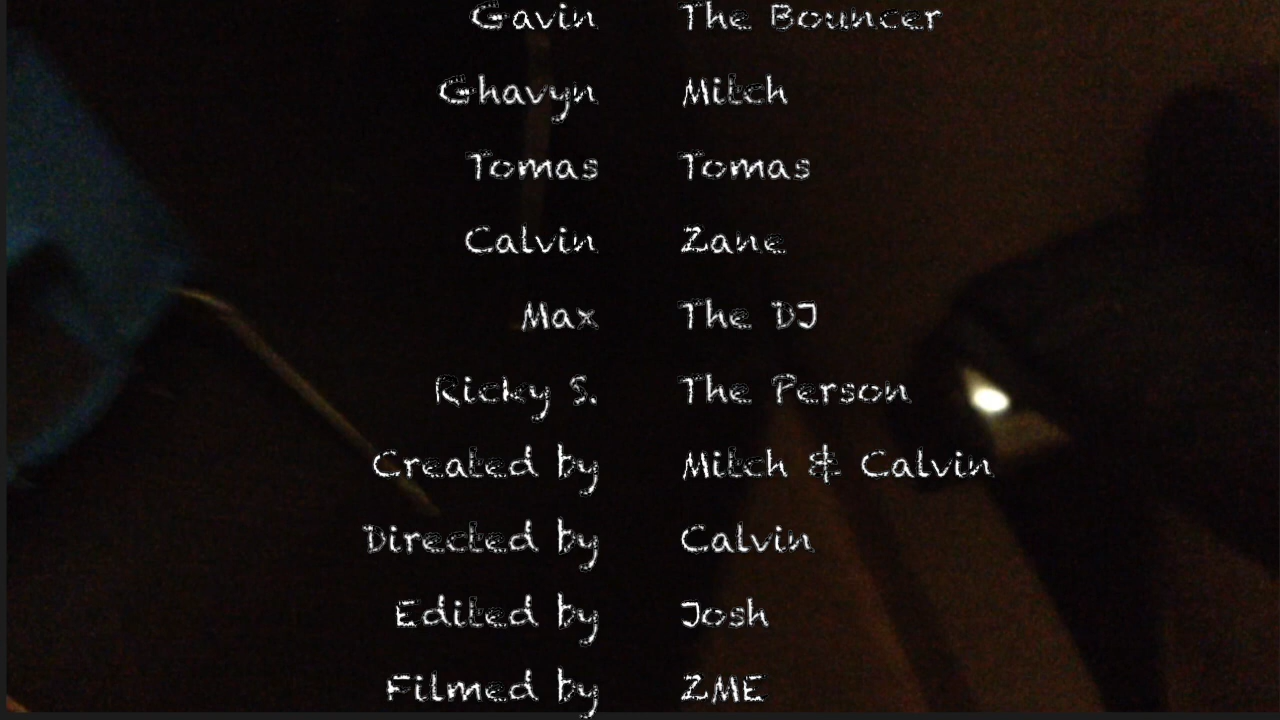 Gavin The Bouncer
Ghavyn Mitch
Tomas Tomas
Calvin Zane
Max The DJ
Ricky S. The Person
Created by Mitch & Calvin
Directed by Calvin
Edited by Josh
Filmed by ZME